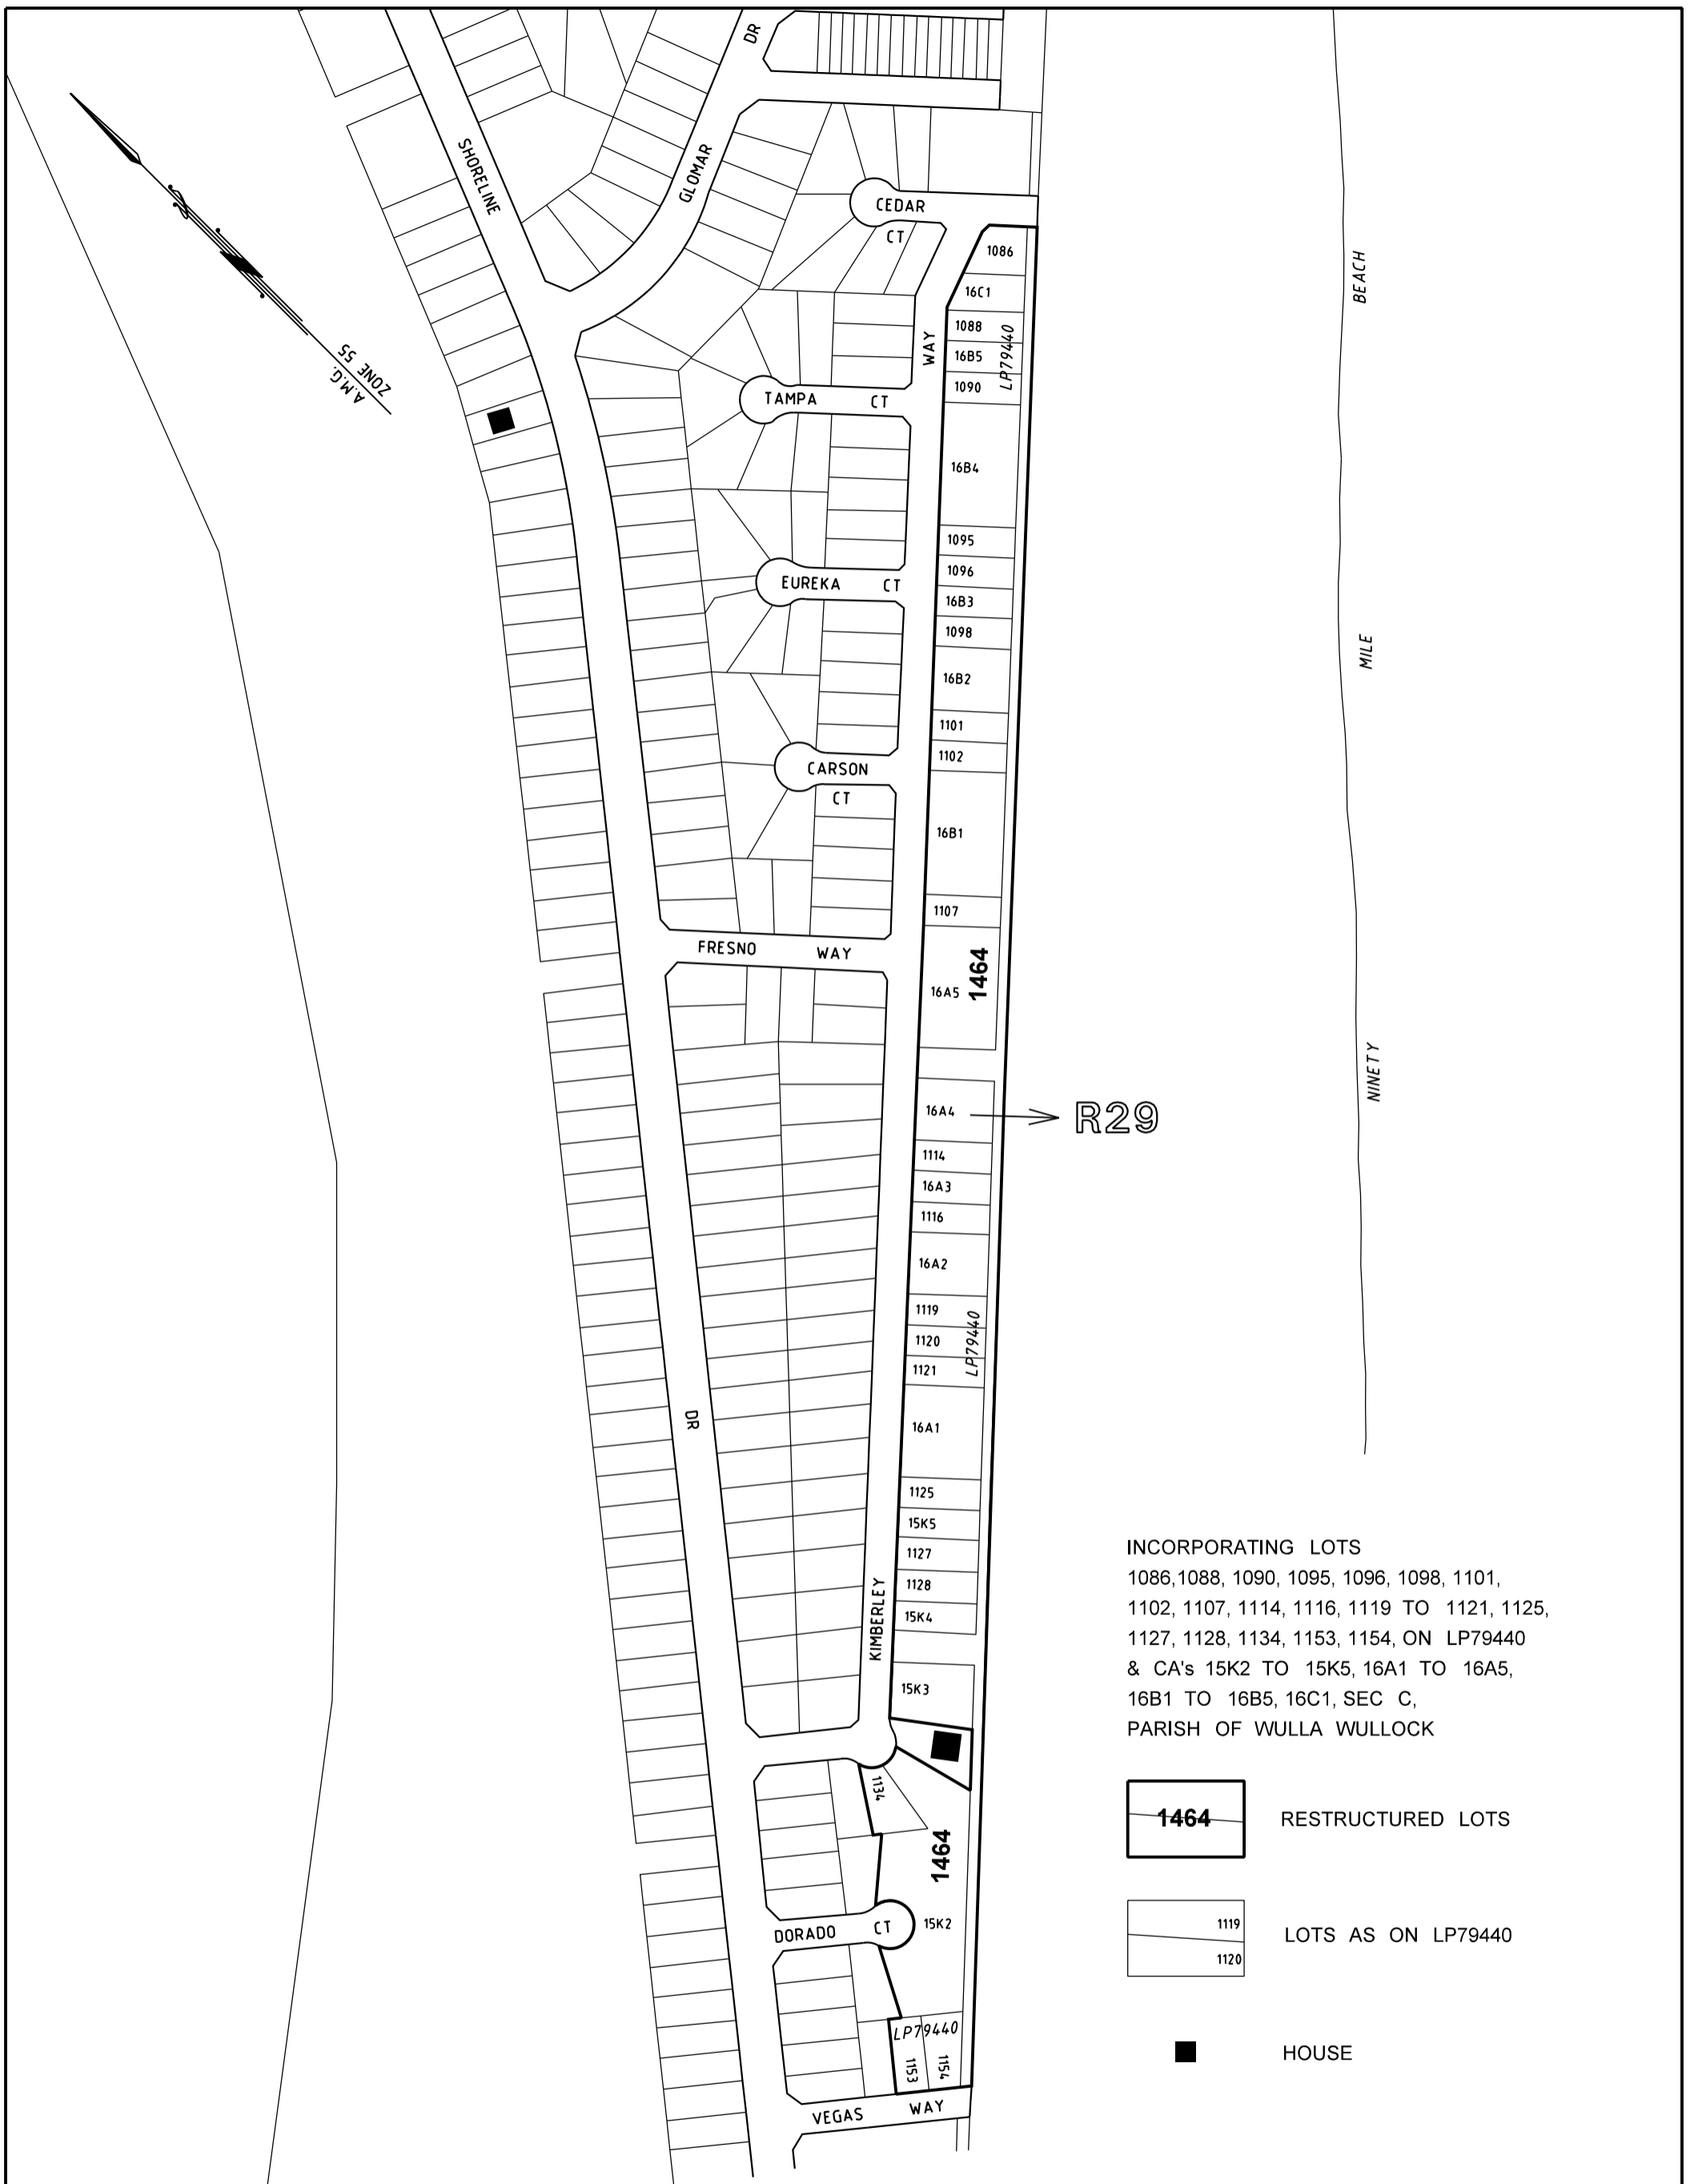 DR
SHORELINE
GLOMAR
CEDAR
CT
1086
16C1
1088
16B5
1090
LP79440
WAY
BEACH
A.M.G.
ZONE 55
TAMPA CT
16B4
1095
1096
EUREKA CT
16B3
1098
MILE
16B2
1101
1102
CARSON
CT
16B1
1107
FRESNO WAY
1464
16A5
NINETY
16A4
R29
1114
16A3
1116
16A2
1119
1120
1121
LP79440
DR
16A1
1125
15K5
1127
1128
15K4
KIMBERLEY
15K3
1134
1464
DORADO CT
15K2
LP79440
1153
1154
VEGAS WAY
INCORPORATING LOTS
1086,1088, 1090, 1095, 1096, 1098, 1101,
1102, 1107, 1114, 1116, 1119 TO 1121, 1125,
1127, 1128, 1134, 1153, 1154, ON LP79440
& CA's 15K2 TO 15K5, 16A1 TO 16A5,
16B1 TO 16B5, 16C1, SEC C,
PARISH OF WULLA WULLOCK
1464 RESTRUCTURED LOTS
1119
1120
LOTS AS ON LP79440
HOUSE